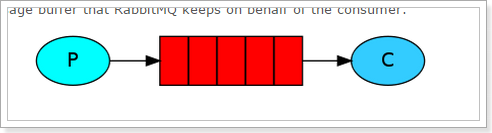 age buffer that RabbitMQ keeps on behalf of the consumer.
P
C